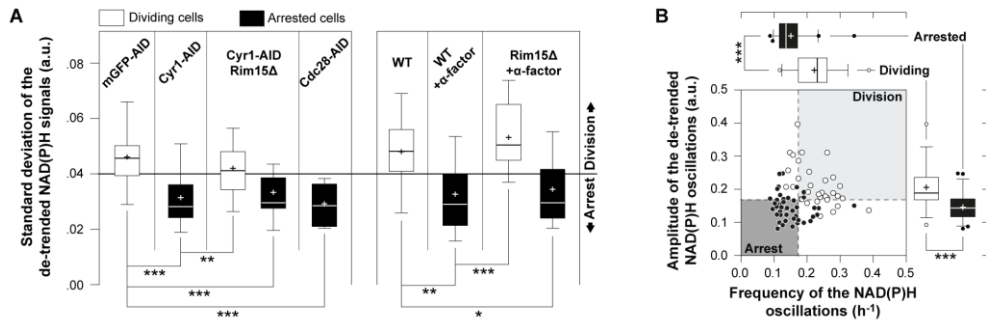 A
Dividing cells
Arrested cells
mGFP-AID
Cyr1-AID
Cyr1-AID
Rim15Δ
Cdc28-AID
WT
WT
+α-factor
Rim15Δ
+α-factor
Standard deviation of the
de-trended NAD(P)H signals (a.u.)
.08
.06
.04
.02
.00
Arrest
Division
***
**
***
***
***
**
*
B
***
Arrested
Dividing
Amplitude of the de-trended
NAD(P)H oscillations (a.u.)
0.5
0.4
0.3
0.2
0.1
0.0
Division
Arrest
0.0
0.1
0.2
0.3
0.4
0.5
***
Frequency of the NAD(P)H
oscillations (h⁻¹)